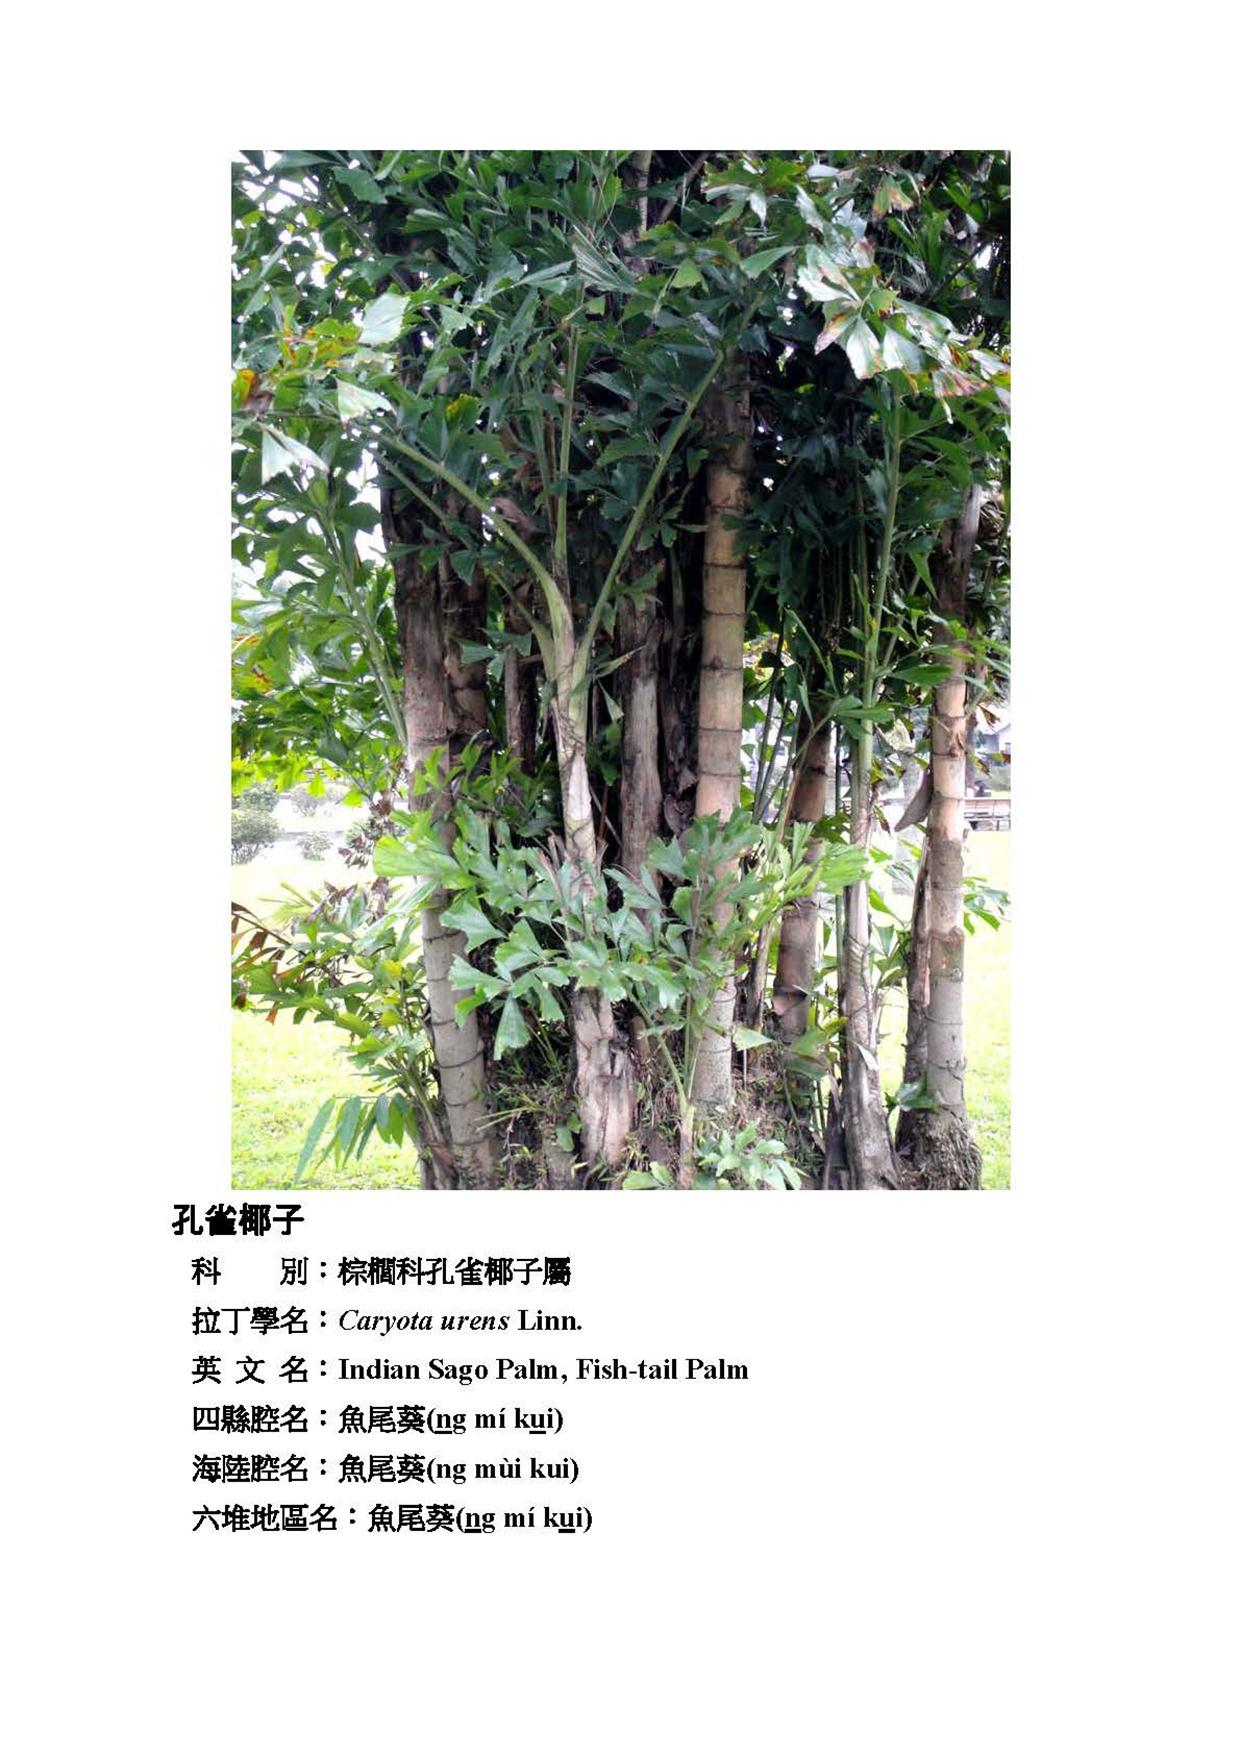 孔雀椰子
科　　別：棕櫚科孔雀椰子屬
拉丁學名：Caryota urens Linn.
英 文 名：Indian Sago Palm, Fish-tail Palm
四縣腔名：魚尾葵(ng mí kui)
海陸腔名：魚尾葵(ng mùi kui)
六堆地區名：魚尾葵(ng mí kui)